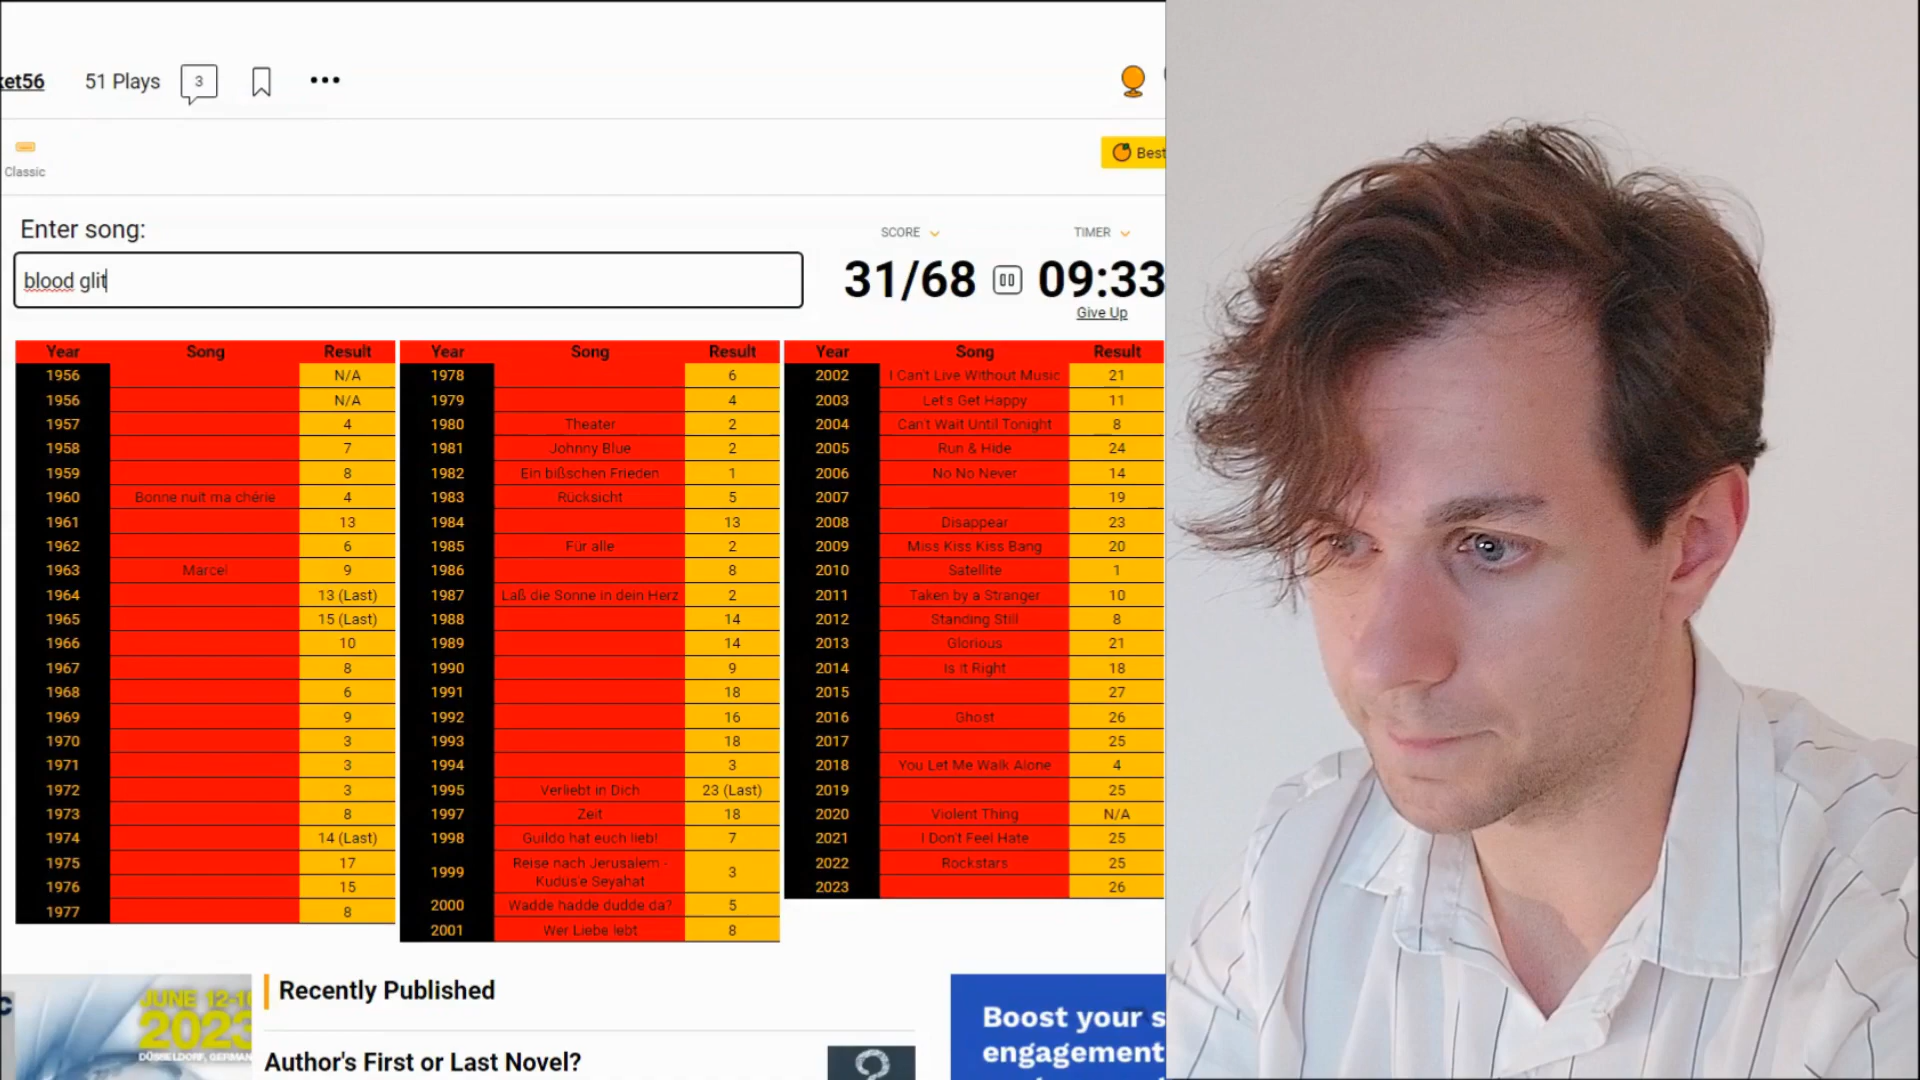 ket56 51 Plays 3 •••
Classic
Best
Enter song:
blood glit
SCORE TIMER
31/68 09:33
Give Up
Year Song Result
1956 N/A
1956 N/A
1957 4
1958 7
1959 8
1960 Bonne nuit ma chérie 4
1961 13
1962 6
1963 Marcel 9
1964 13 (Last)
1965 15 (Last)
1966 10
1967 8
1968 6
1969 9
1970 3
1971 3
1972 3
1973 8
1974 14 (Last)
1975 17
1976 15
1977 8
Year Song Result
1978 6
1979 4
1980 Theater 2
1981 Johnny Blue 2
1982 Ein bißschen Frieden 1
1983 Rücksicht 5
1984 13
1985 Für alle 2
1986 8
1987 Laß die Sonne in dein Herz 2
1988 14
1989 14
1990 9
1991 18
1992 16
1993 18
1994 3
1995 Verliebt in Dich 23 (Last)
1997 Zeit 18
1998 Guildo hat euch lieb! 7
1999 Reise nach Jerusalem -
Kudüs'e Seyahat 3
2000 Wadde hadde dudde da? 5
2001 Wer Liebe lebt 8
Year Song Result
2002 I Can't Live Without Music 21
2003 Let's Get Happy 11
2004 Can't Wait Until Tonight 8
2005 Run & Hide 24
2006 No No Never 14
2007 19
2008 Disappear 23
2009 Miss Kiss Kiss Bang 20
2010 Satellite 1
2011 Taken by a Stranger 10
2012 Standing Still 8
2013 Glorious 21
2014 Is It Right 18
2015 27
2016 Ghost 26
2017 25
2018 You Let Me Walk Alone 4
2019 25
2020 Violent Thing N/A
2021 I Don't Feel Hate 25
2022 Rockstars 25
2023 26
C
JUNE 12-1
2023
DÜSSELDORF, GERMAN
Recently Published
Author's First or Last Novel?
?
Boost your s
engagement